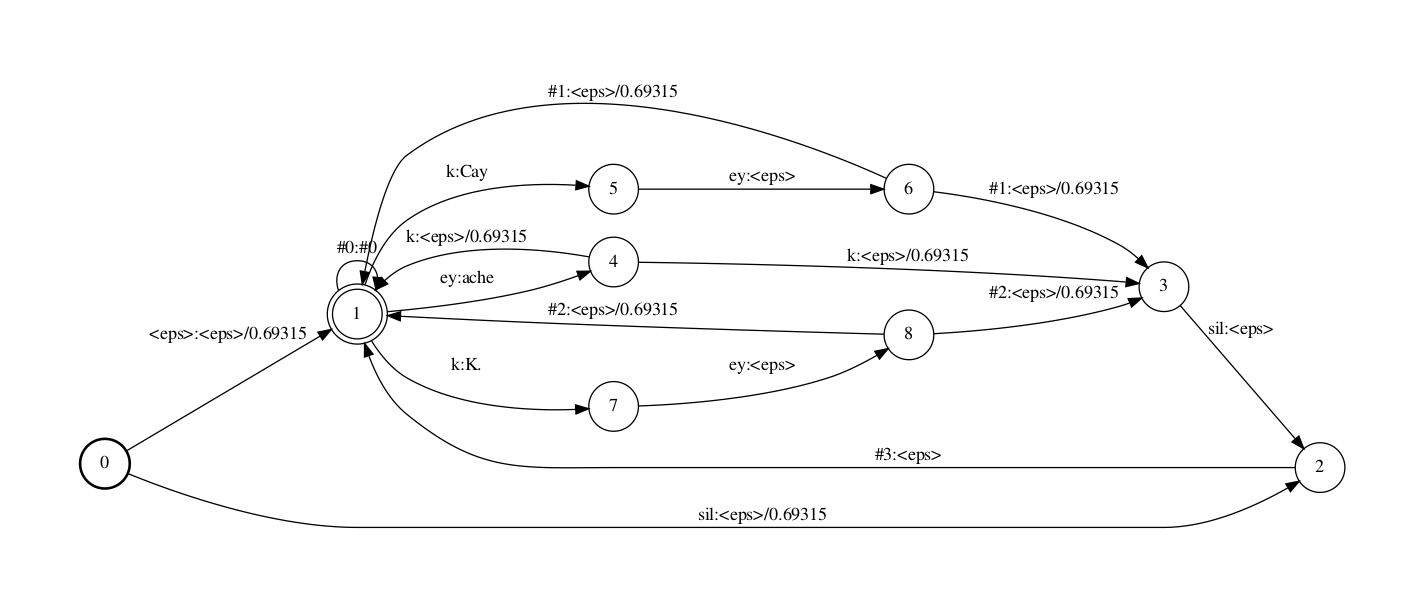 #1:<eps>/0.69315
k:Cay
5
ey:<eps>
6
#1:<eps>/0.69315
#0:#0
k:<eps>/0.69315
4
k:<eps>/0.69315
ey:ache
3
1
#2:<eps>/0.69315
#2:<eps>/0.69315
<eps>:<eps>/0.69315
8
sil:<eps>
k:K.
ey:<eps>
7
0
#3:<eps>
2
sil:<eps>/0.69315